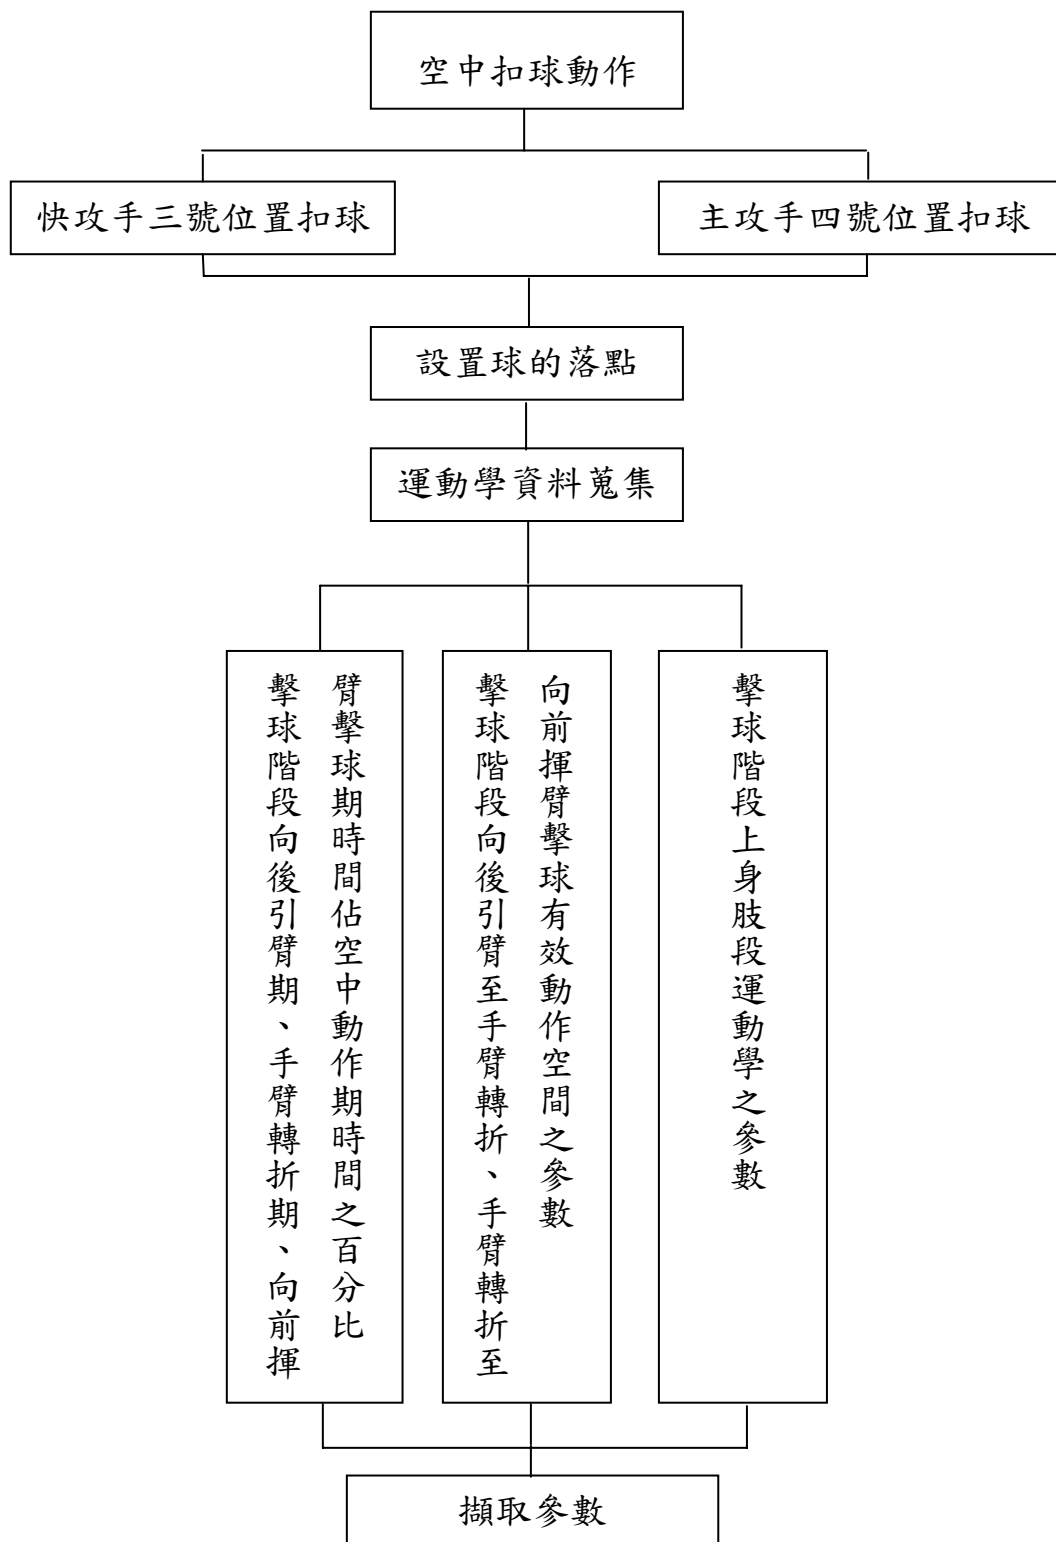 空中扣球動作
快攻手三號位置扣球
主攻手四號位置扣球
設置球的落點
運動學資料蒐集
擊球階段向後引臂期、手臂轉折期、向前揮
臂擊球期時間佔空中動作期時間之百分比
擊球階段向後引臂至手臂轉折、手臂轉折至
向前揮臂擊球有效動作空間之參數
擊球階段上身肢段運動學之參數
擷取參數